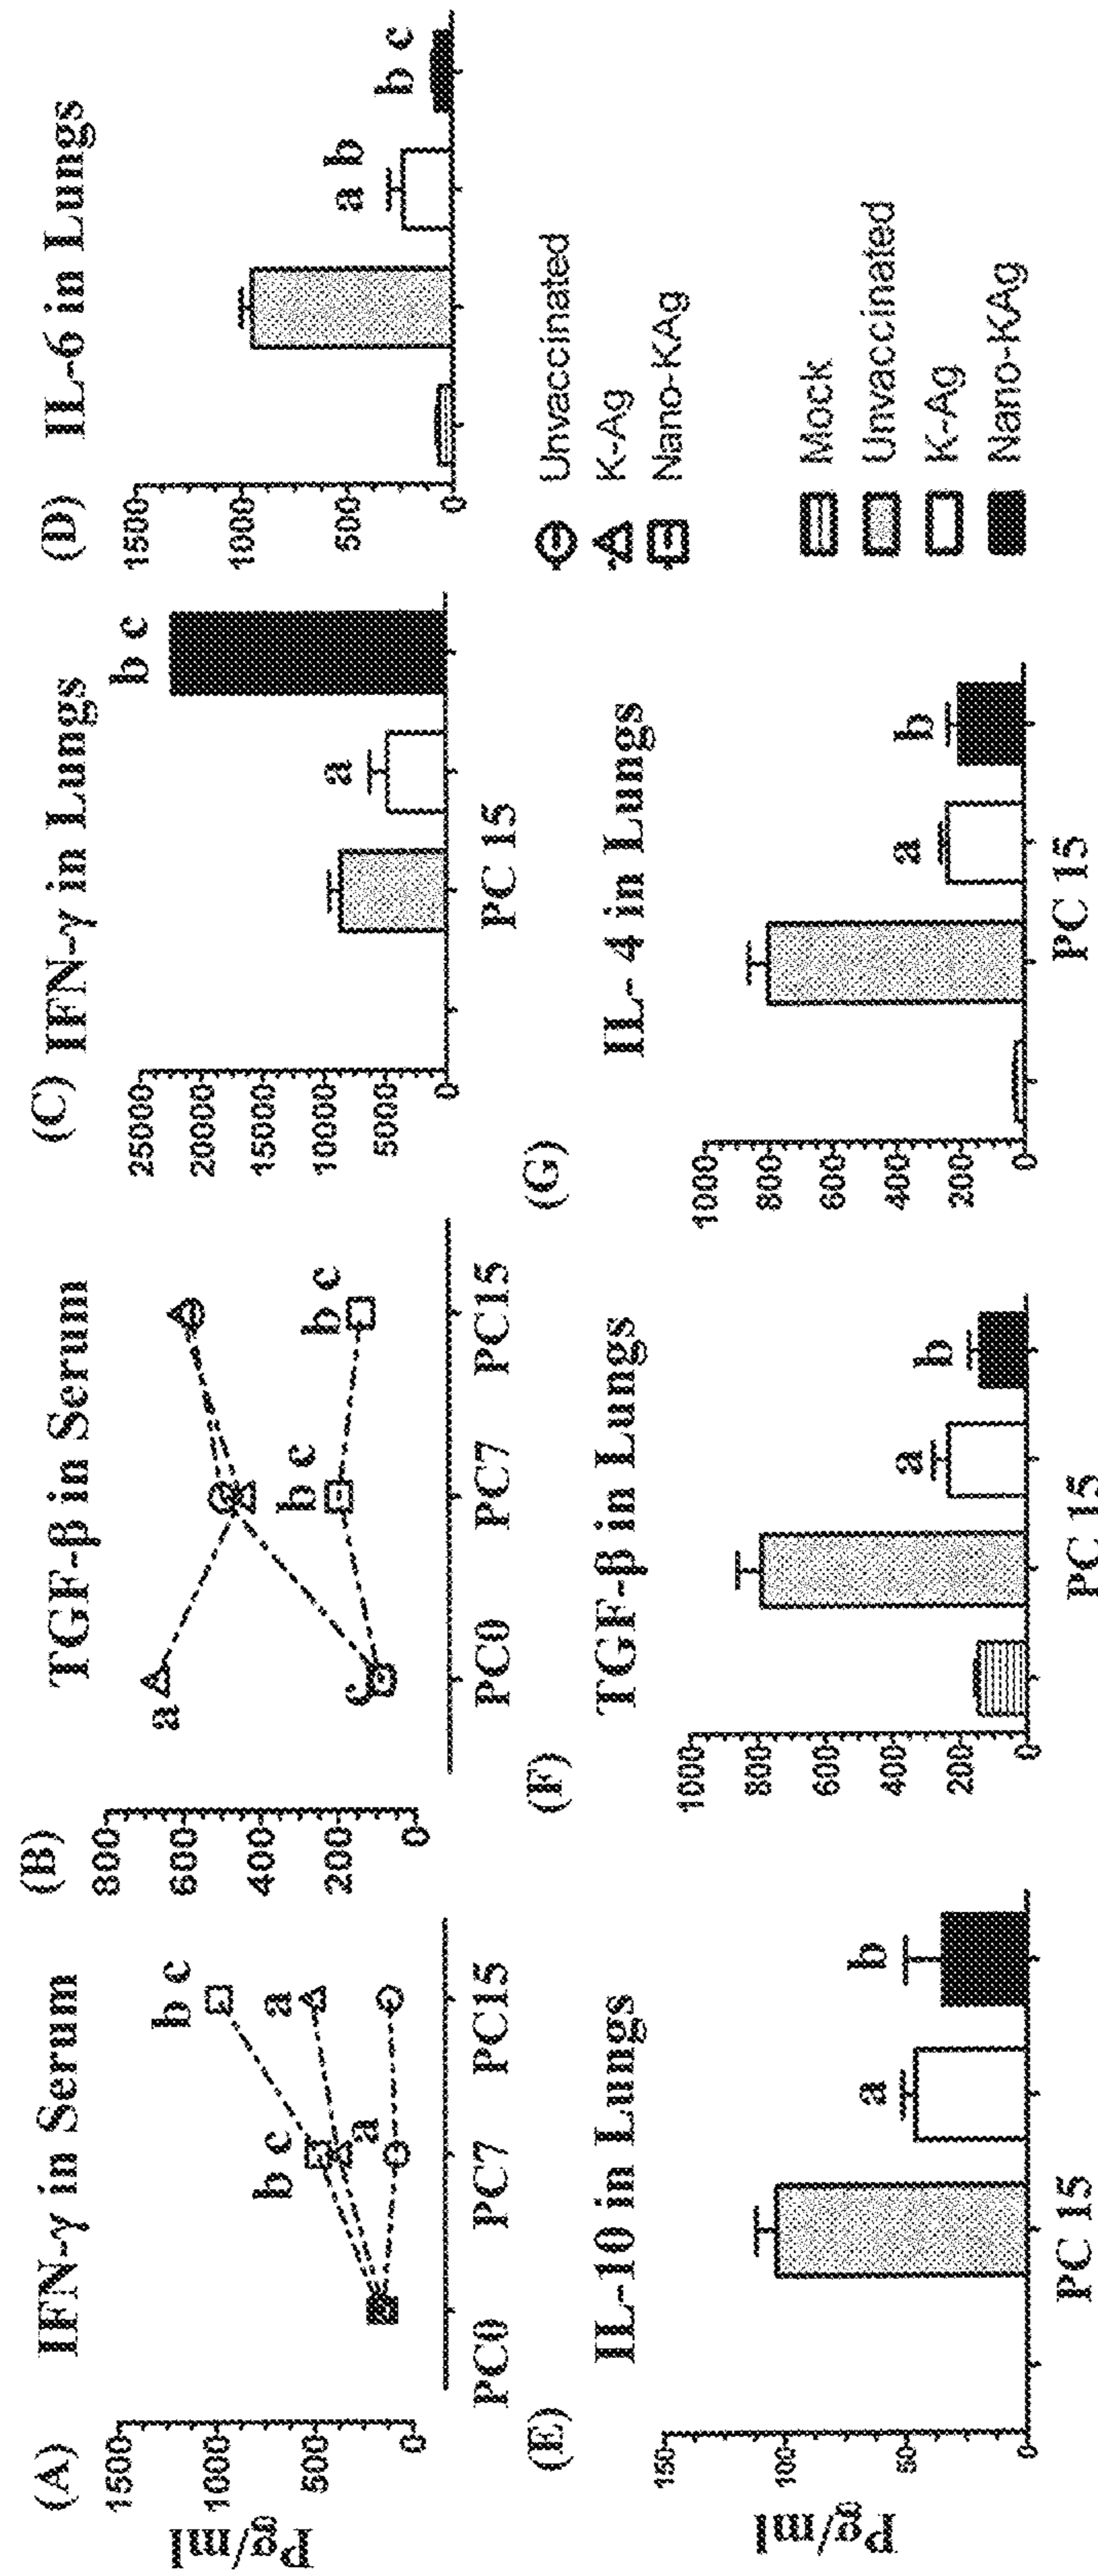 (A) IFN-γ in Serum
Pg/ml
1500
1000
500
0
b c
a
b c
a
PC0 PC7 PC15
(B) TGF-β in Serum
800
600
400
200
0
a
c
b c
b c
PC0 PC7 PC15
(C) IFN-γ in Lungs
25000
20000
15000
10000
5000
0
a
b c
PC 15
(D) IL-6 in Lungs
1500
1000
500
0
a b
b c
Unvaccinated
K-Ag
Nano-KAg
Mock
Unvaccinated
K-Ag
Nano-KAg
(E) IL-10 in Lungs
Pg/ml
150
100
50
0
a
b
PC 15
(F) TGF-β in Lungs
1000
800
600
400
200
0
a
b
PC 15
(G) IL- 4 in Lungs
1000
800
600
400
200
0
a
b
PC 15